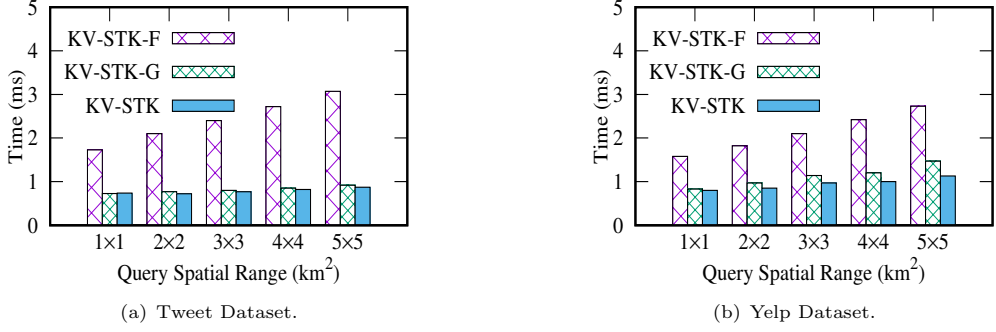 5
4
3
2
1
0
Time (ms)
KV-STK-F
KV-STK-G
KV-STK
1×1 2×2 3×3 4×4 5×5
Query Spatial Range (km²)
(a) Tweet Dataset.
5
4
3
2
1
0
Time (ms)
KV-STK-F
KV-STK-G
KV-STK
1×1 2×2 3×3 4×4 5×5
Query Spatial Range (km²)
(b) Yelp Dataset.